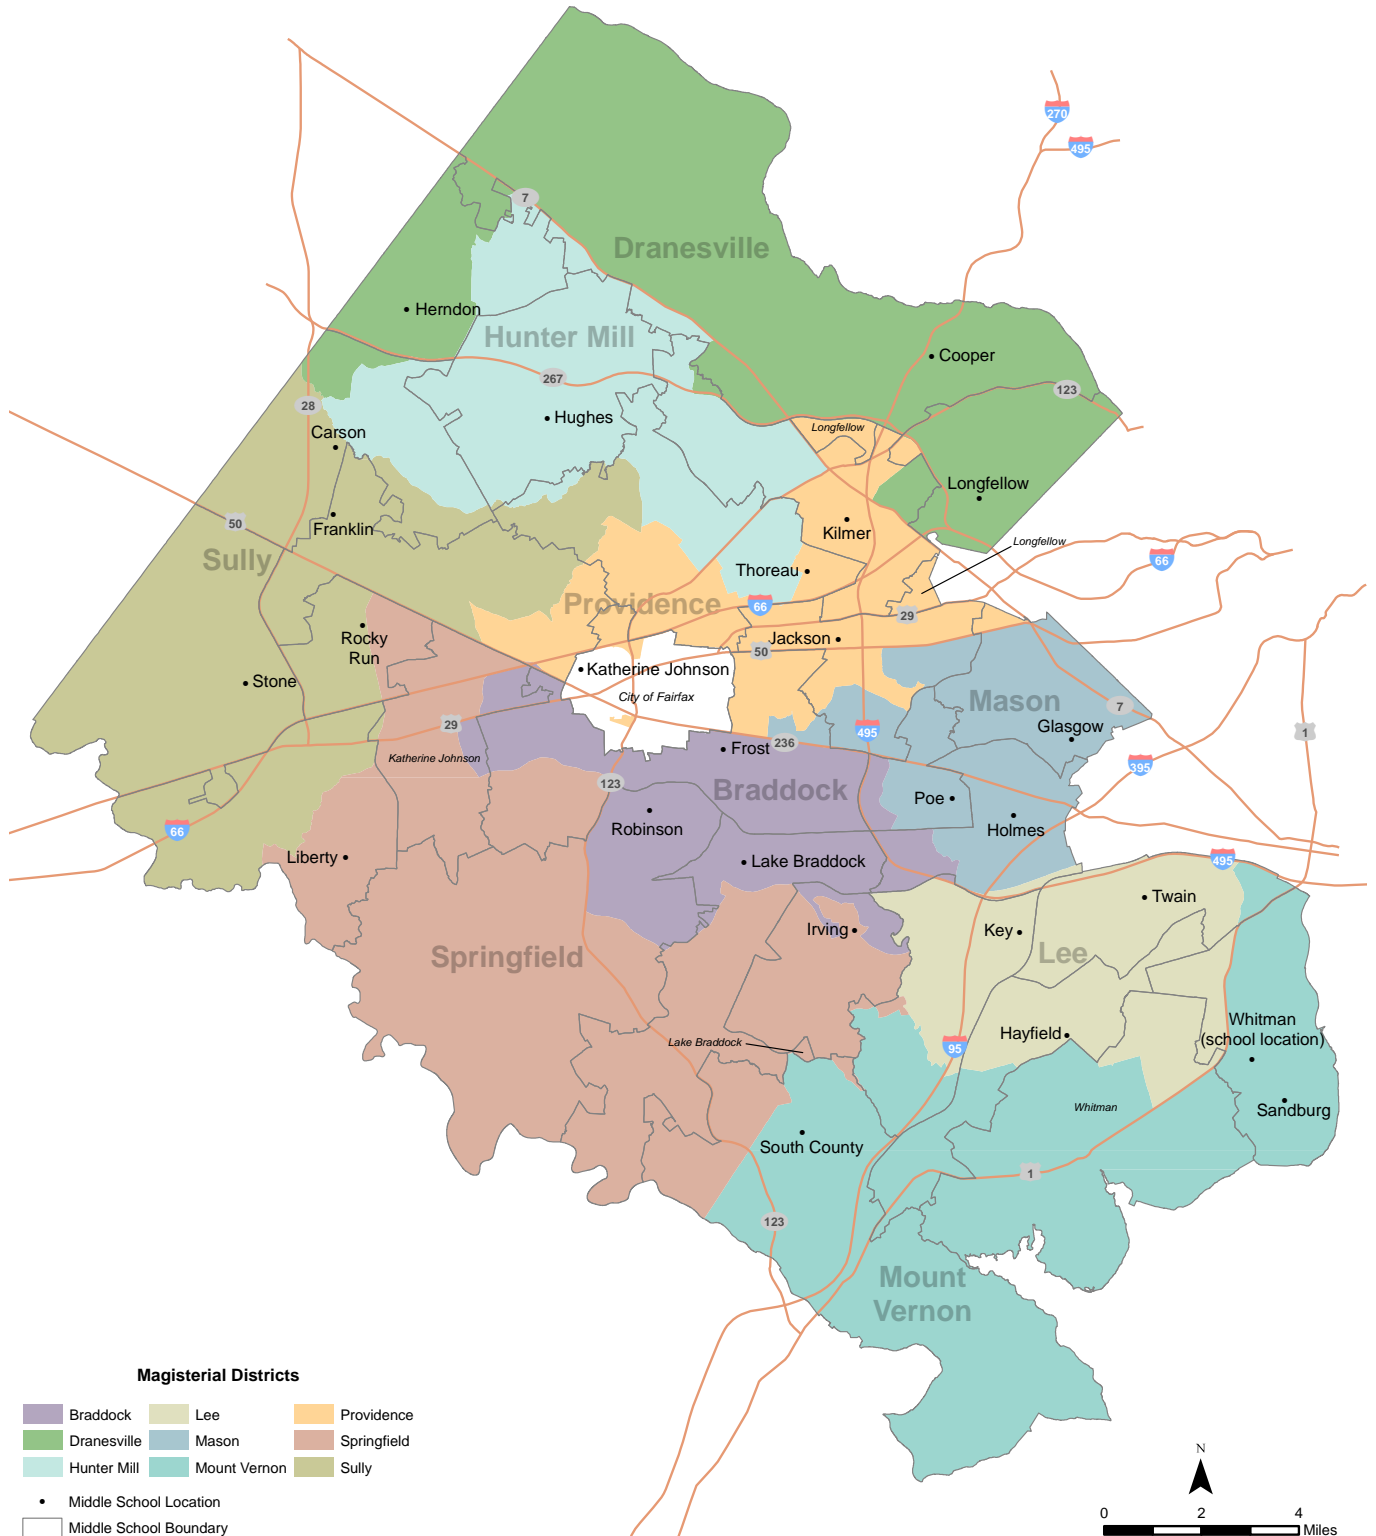 270
495
7
Dranesville
Herndon
Hunter Mill
Cooper
267
123
28
Hughes
Longfellow
Carson
Longfellow
50
Franklin
Kilmer
Longfellow
Sully
66
Thoreau
Providence
66
29
Rocky
Run
Jackson
50
Katherine Johnson
Stone
City of Fairfax
Mason
7
29
495
Glasgow
1
Frost
236
Katherine Johnson
395
123
Braddock
Poe
66
Robinson
Holmes
Liberty
Lake Braddock
495
Twain
Irving
Key
Springfield
Lee
Whitman
(school location)
Hayfield
Lake Braddock
95
Whitman
Sandburg
South County
1
123
Mount
Vernon
Magisterial Districts
Braddock
Lee
Providence
Dranesville
Mason
Springfield
Hunter Mill
Mount Vernon
Sully
Middle School Location
Middle School Boundary
N
0 2 4
Miles